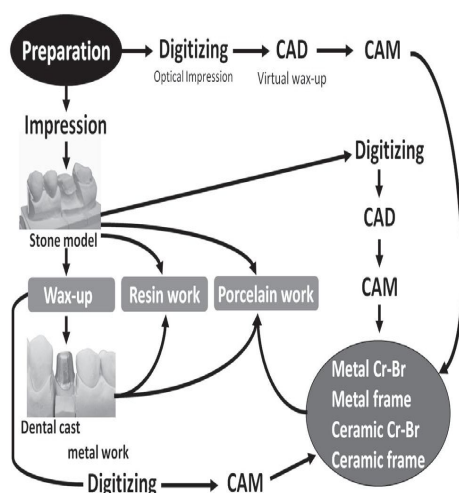 Preparation
Digitizing
CAD
CAM
Optical Impression
Virtual wax-up
Impression
Digitizing
Stone model
CAD
Wax-up
Resin work
Porcelain work
CAM
Metal Cr-Br
Metal frame
Ceramic Cr-Br
Ceramic frame
Dental cast
metal work
Digitizing
CAM